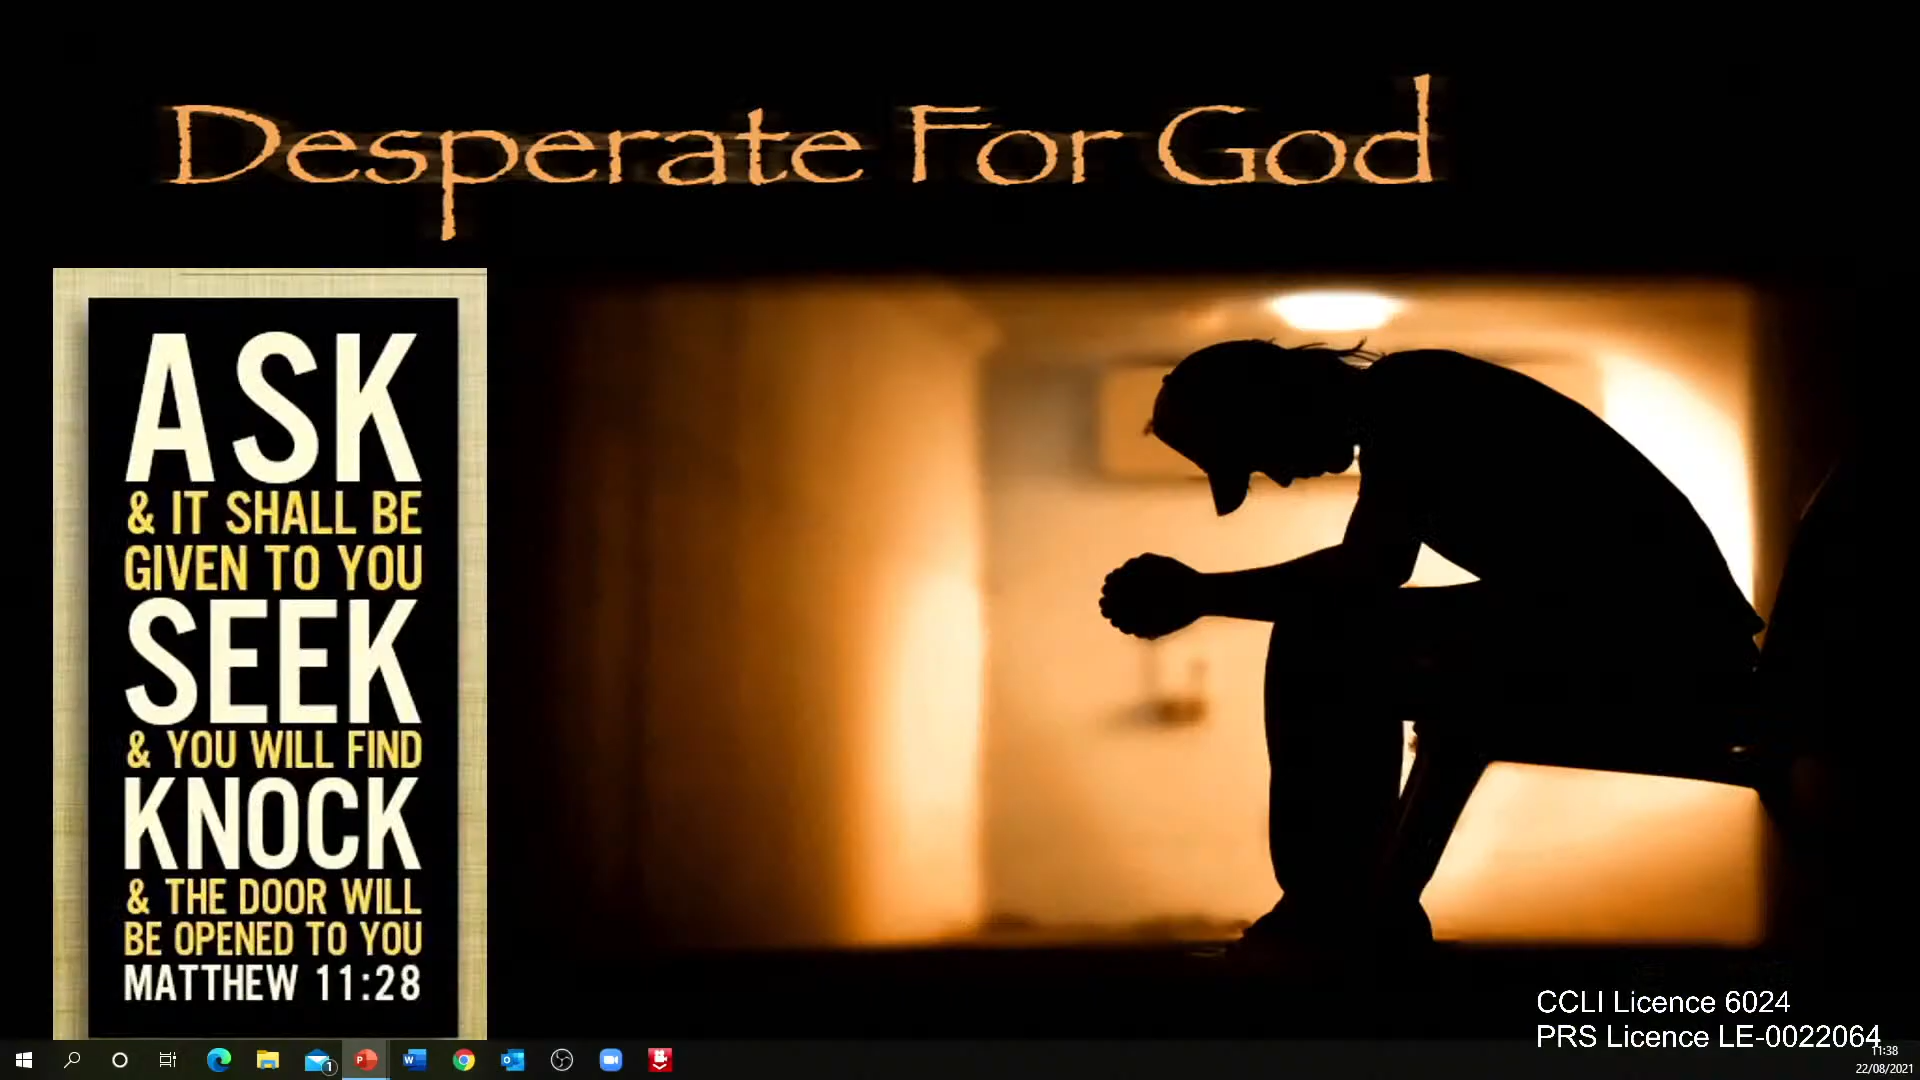 Desperate For God
ASK
& IT SHALL BE
GIVEN TO YOU
SEEK
& YOU WILL FIND
KNOCK
& THE DOOR WILL
BE OPENED TO YOU
MATTHEW 11:28
CCLI Licence 6024
PRS Licence LE-0022064
1
11:38
22/08/2021